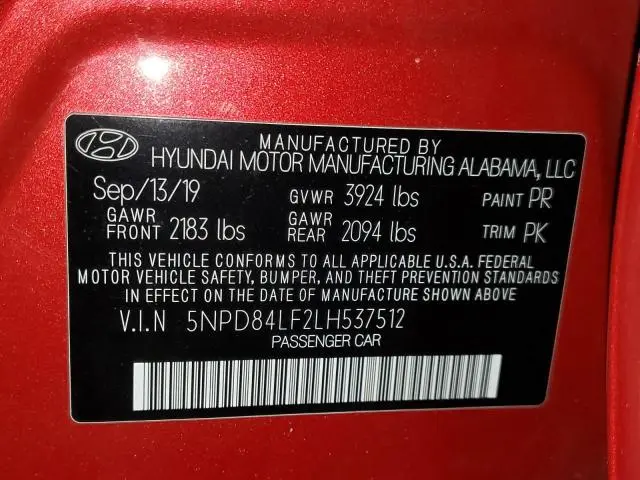 MANUFACTURED BY
HYUNDAI MOTOR MANUFACTURING ALABAMA, LLC
Sep/13/19 GVWR 3924 lbs PAINT PR
GAWR FRONT 2183 lbs GAWR REAR 2094 lbs TRIM PK
THIS VEHICLE CONFORMS TO ALL APPLICABLE U.S.A. FEDERAL
MOTOR VEHICLE SAFETY, BUMPER, AND THEFT PREVENTION STANDARDS
IN EFFECT ON THE DATE OF MANUFACTURE SHOWN ABOVE
V.I.N 5NPD84LF2LH537512
PASSENGER CAR